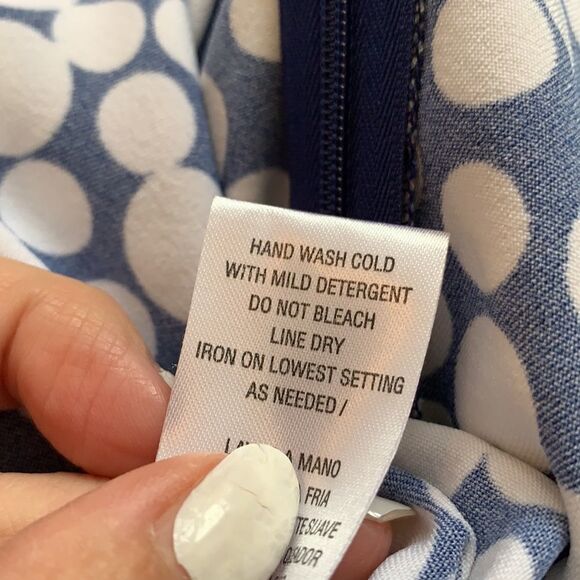 HAND WASH COLD
WITH MILD DETERGENT
DO NOT BLEACH
LINE DRY
IRON ON LOWEST SETTING
AS NEEDED /
A MANO
FRIA